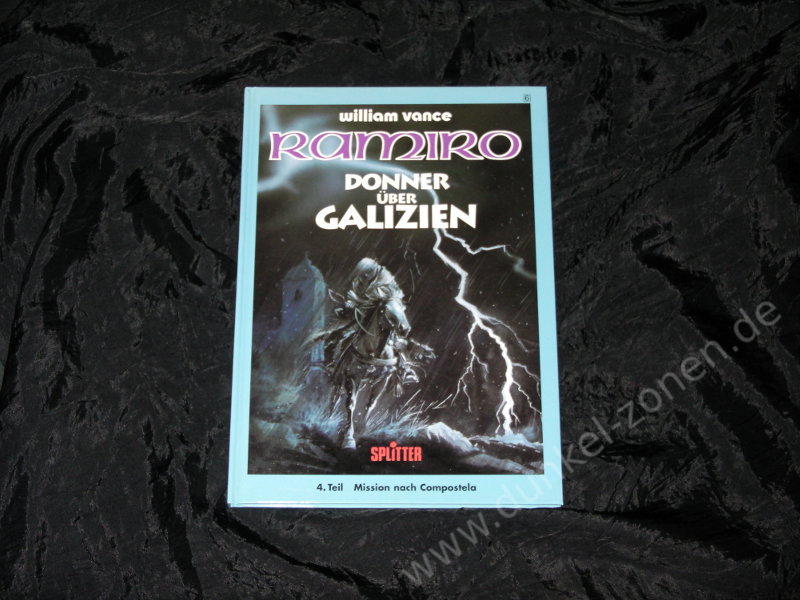 6
william vance
RAMIRO
DONNER
ÜBER
GALIZIEN
SPLITTER
4. Teil Mission nach Compostela
www.dunkel-zonen.de